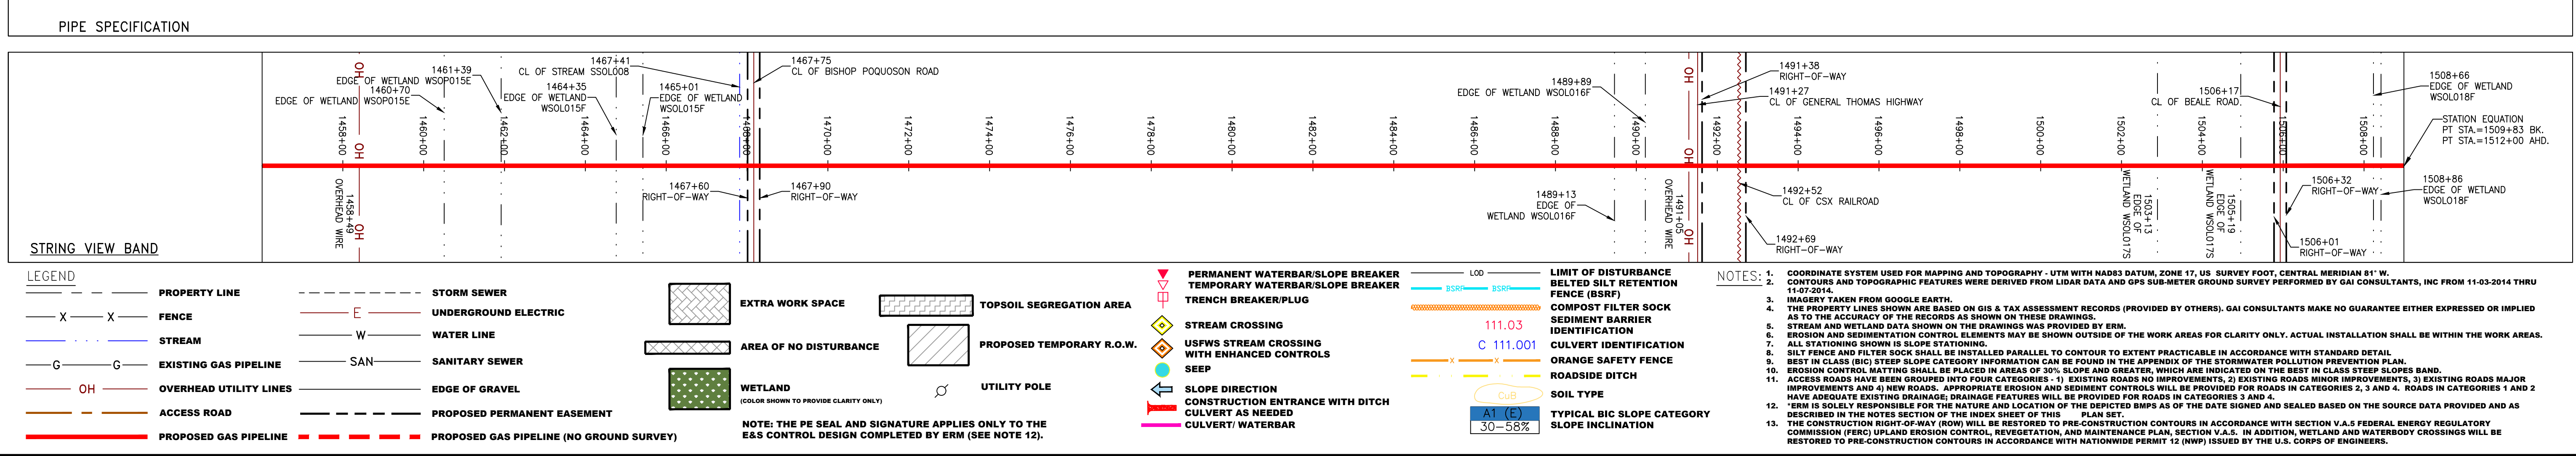 PIPE SPECIFICATION
1461+39
EDGE OF WETLAND WSOP015E
1460+70
EDGE OF WETLAND WSOP015E
1467+41
CL OF STREAM SSOL008
1464+35
EDGE OF WETLAND
WSOL015F
1465+01
EDGE OF WETLAND
WSOL015F
1467+75
CL OF BISHOP POQUOSON ROAD
1489+89
EDGE OF WETLAND WSOL016F
1491+38
RIGHT-OF-WAY
1491+27
CL OF GENERAL THOMAS HIGHWAY
1506+17
CL OF BEALE ROAD
1508+66
EDGE OF WETLAND
WSOL018F
STATION EQUATION
PT STA.=1509+83 BK.
PT STA.=1512+00 AHD.
OH
OH
OH
OH
OH
OH
1458+00
1460+00
1462+00
1464+00
1466+00
1468+00
1470+00
1472+00
1474+00
1476+00
1478+00
1480+00
1482+00
1484+00
1486+00
1488+00
1490+00
1492+00
1494+00
1496+00
1498+00
1500+00
1502+00
1504+00
1506+00
1508+00
1458+49
OVERHEAD WIRE
1467+60
RIGHT-OF-WAY
1467+90
RIGHT-OF-WAY
1489+13
EDGE OF
WETLAND WSOL016F
1491+05
OVERHEAD WIRE
1492+52
CL OF CSX RAILROAD
1492+69
RIGHT-OF-WAY
1503+13
EDGE OF
WETLAND WSOL017S
1505+19
EDGE OF
WETLAND WSOL017S
1506+32
RIGHT-OF-WAY
1506+01
RIGHT-OF-WAY
1508+86
EDGE OF WETLAND
WSOL018F
STRING VIEW BAND
LEGEND
PROPERTY LINE
X X FENCE
STREAM
G G EXISTING GAS PIPELINE
OH OVERHEAD UTILITY LINES
ACCESS ROAD
PROPOSED GAS PIPELINE
STORM SEWER
E UNDERGROUND ELECTRIC
W WATER LINE
SAN SANITARY SEWER
EDGE OF GRAVEL
PROPOSED PERMANENT EASEMENT
PROPOSED GAS PIPELINE (NO GROUND SURVEY)
EXTRA WORK SPACE
AREA OF NO DISTURBANCE
WETLAND
(COLOR SHOWN TO PROVIDE CLARITY ONLY)
TOPSOIL SEGREGATION AREA
PROPOSED TEMPORARY R.O.W.
UTILITY POLE
NOTE: THE PE SEAL AND SIGNATURE APPLIES ONLY TO THE
E&S CONTROL DESIGN COMPLETED BY ERM (SEE NOTE 12).
PERMANENT WATERBAR/SLOPE BREAKER
TEMPORARY WATERBAR/SLOPE BREAKER
TRENCH BREAKER/PLUG
STREAM CROSSING
USFWS STREAM CROSSING
WITH ENHANCED CONTROLS
SEEP
SLOPE DIRECTION
CONSTRUCTION ENTRANCE WITH DITCH
CULVERT AS NEEDED
CULVERT/ WATERBAR
LOD LIMIT OF DISTURBANCE
BSRF BSRF BELTED SILT RETENTION
FENCE (BSRF)
COMPOST FILTER SOCK
111.03 SEDIMENT BARRIER
IDENTIFICATION
C 111.001 CULVERT IDENTIFICATION
X X ORANGE SAFETY FENCE
ROADSIDE DITCH
CuB SOIL TYPE
A1 (E) TYPICAL BIC SLOPE CATEGORY
30-58% SLOPE INCLINATION
NOTES:
1. COORDINATE SYSTEM USED FOR MAPPING AND TOPOGRAPHY - UTM WITH NAD83 DATUM, ZONE 17, US SURVEY FOOT, CENTRAL MERIDIAN 81° W.
2. CONTOURS AND TOPOGRAPHIC FEATURES WERE DERIVED FROM LIDAR DATA AND GPS SUB-METER GROUND SURVEY PERFORMED BY GAI CONSULTANTS, INC FROM 11-03-2014 THRU
11-07-2014.
3. IMAGERY TAKEN FROM GOOGLE EARTH.
4. THE PROPERTY LINES SHOWN ARE BASED ON GIS & TAX ASSESSMENT RECORDS (PROVIDED BY OTHERS). GAI CONSULTANTS MAKE NO GUARANTEE EITHER EXPRESSED OR IMPLIED
AS TO THE ACCURACY OF THE RECORDS AS SHOWN ON THESE DRAWINGS.
5. STREAM AND WETLAND DATA SHOWN ON THE DRAWINGS WAS PROVIDED BY ERM.
6. EROSION AND SEDIMENTATION CONTROL ELEMENTS MAY BE SHOWN OUTSIDE OF THE WORK AREAS FOR CLARITY ONLY. ACTUAL INSTALLATION SHALL BE WITHIN THE WORK AREAS.
7. ALL STATIONING SHOWN IS SLOPE STATIONING.
8. SILT FENCE AND FILTER SOCK SHALL BE INSTALLED PARALLEL TO CONTOUR TO EXTENT PRACTICABLE IN ACCORDANCE WITH STANDARD DETAIL
9. BEST IN CLASS (BIC) STEEP SLOPE CATEGORY INFORMATION CAN BE FOUND IN THE APPENDIX OF THE STORMWATER POLLUTION PREVENTION PLAN.
10. EROSION CONTROL MATTING SHALL BE PLACED IN AREAS OF 30% SLOPE AND GREATER, WHICH ARE INDICATED ON THE BEST IN CLASS STEEP SLOPES BAND.
11. ACCESS ROADS HAVE BEEN GROUPED INTO FOUR CATEGORIES - 1) EXISTING ROADS NO IMPROVEMENTS, 2) EXISTING ROADS MINOR IMPROVEMENTS, 3) EXISTING ROADS MAJOR
IMPROVEMENTS AND 4) NEW ROADS. APPROPRIATE EROSION AND SEDIMENT CONTROLS WILL BE PROVIDED FOR ROADS IN CATEGORIES 2, 3 AND 4. ROADS IN CATEGORIES 1 AND 2
HAVE ADEQUATE EXISTING DRAINAGE; DRAINAGE FEATURES WILL BE PROVIDED FOR ROADS IN CATEGORIES 3 AND 4.
12. "ERM IS SOLELY RESPONSIBLE FOR THE NATURE AND LOCATION OF THE DEPICTED BMPS AS OF THE DATE SIGNED AND SEALED BASED ON THE SOURCE DATA PROVIDED AND AS
DESCRIBED IN THE NOTES SECTION OF THE INDEX SHEET OF THIS PLAN SET.
13. THE CONSTRUCTION RIGHT-OF-WAY (ROW) WILL BE RESTORED TO PRE-CONSTRUCTION CONTOURS IN ACCORDANCE WITH SECTION V.A.5 FEDERAL ENERGY REGULATORY
COMMISSION (FERC) UPLAND EROSION CONTROL, REVEGETATION, AND MAINTENANCE PLAN, SECTION V.A.5. IN ADDITION, WETLAND AND WATERBODY CROSSINGS WILL BE
RESTORED TO PRE-CONSTRUCTION CONTOURS IN ACCORDANCE WITH NATIONWIDE PERMIT 12 (NWP) ISSUED BY THE U.S. CORPS OF ENGINEERS.